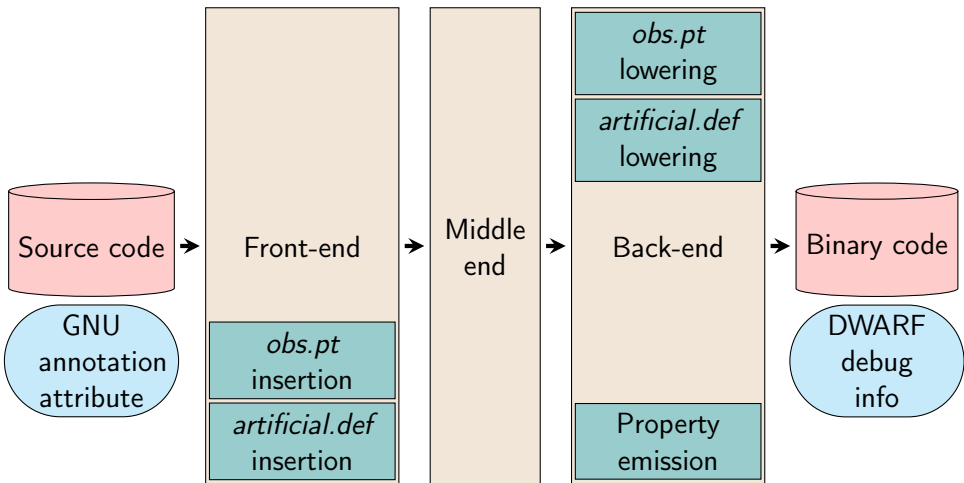 Source code
GNU
annotation
attribute
Front-end
obs.pt
insertion
artificial.def
insertion
Middle
end
obs.pt
lowering
artificial.def
lowering
Back-end
Property
emission
Binary code
DWARF
debug
info